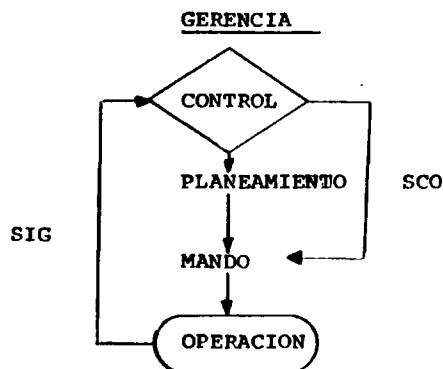 GERENCIA
CONTROL
PLANEAMIENTO
SCO
SIG
MANDO
OPERACION